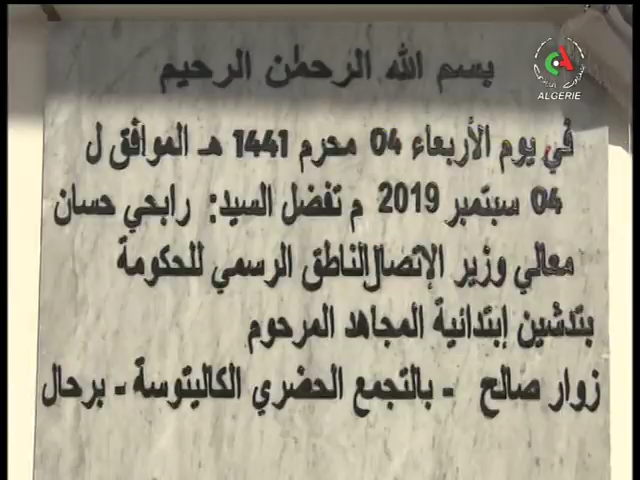 بسم الله الرحمن الرحيم
في يوم الأربعاء 04 محرم 1441 هـ الموافق ل
04 سبتمبر 2019 م تفضل السيد: رابحي حسان
معالي وزير الإتصال الناطق الرسمي للحكومة
بتدشين إبتدائية المجاهد المرحوم
زوار صالح - بالتجمع الحضري الكاليتوسة - برحال
ALGERIE